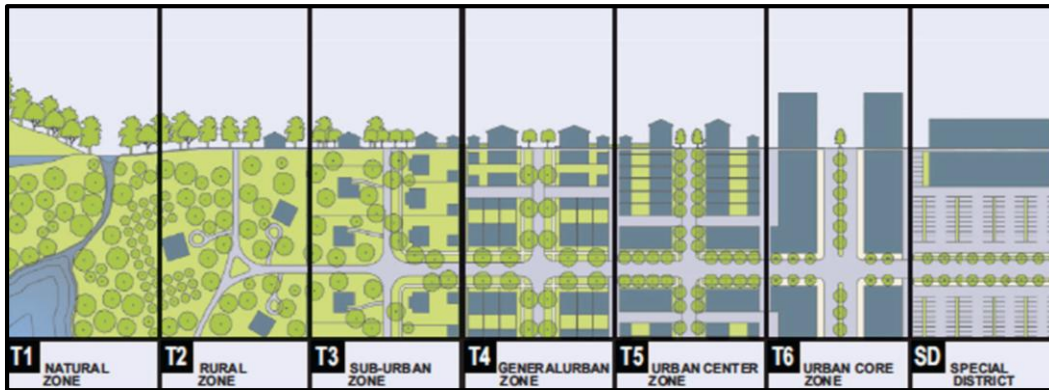 T1 NATURAL
ZONE
T2 RURAL
ZONE
T3 SUB-URBAN
ZONE
T4 GENERALURBAN
ZONE
T5 URBAN CENTER
ZONE
T6 URBAN CORE
ZONE
SD SPECIAL
DISTRICT